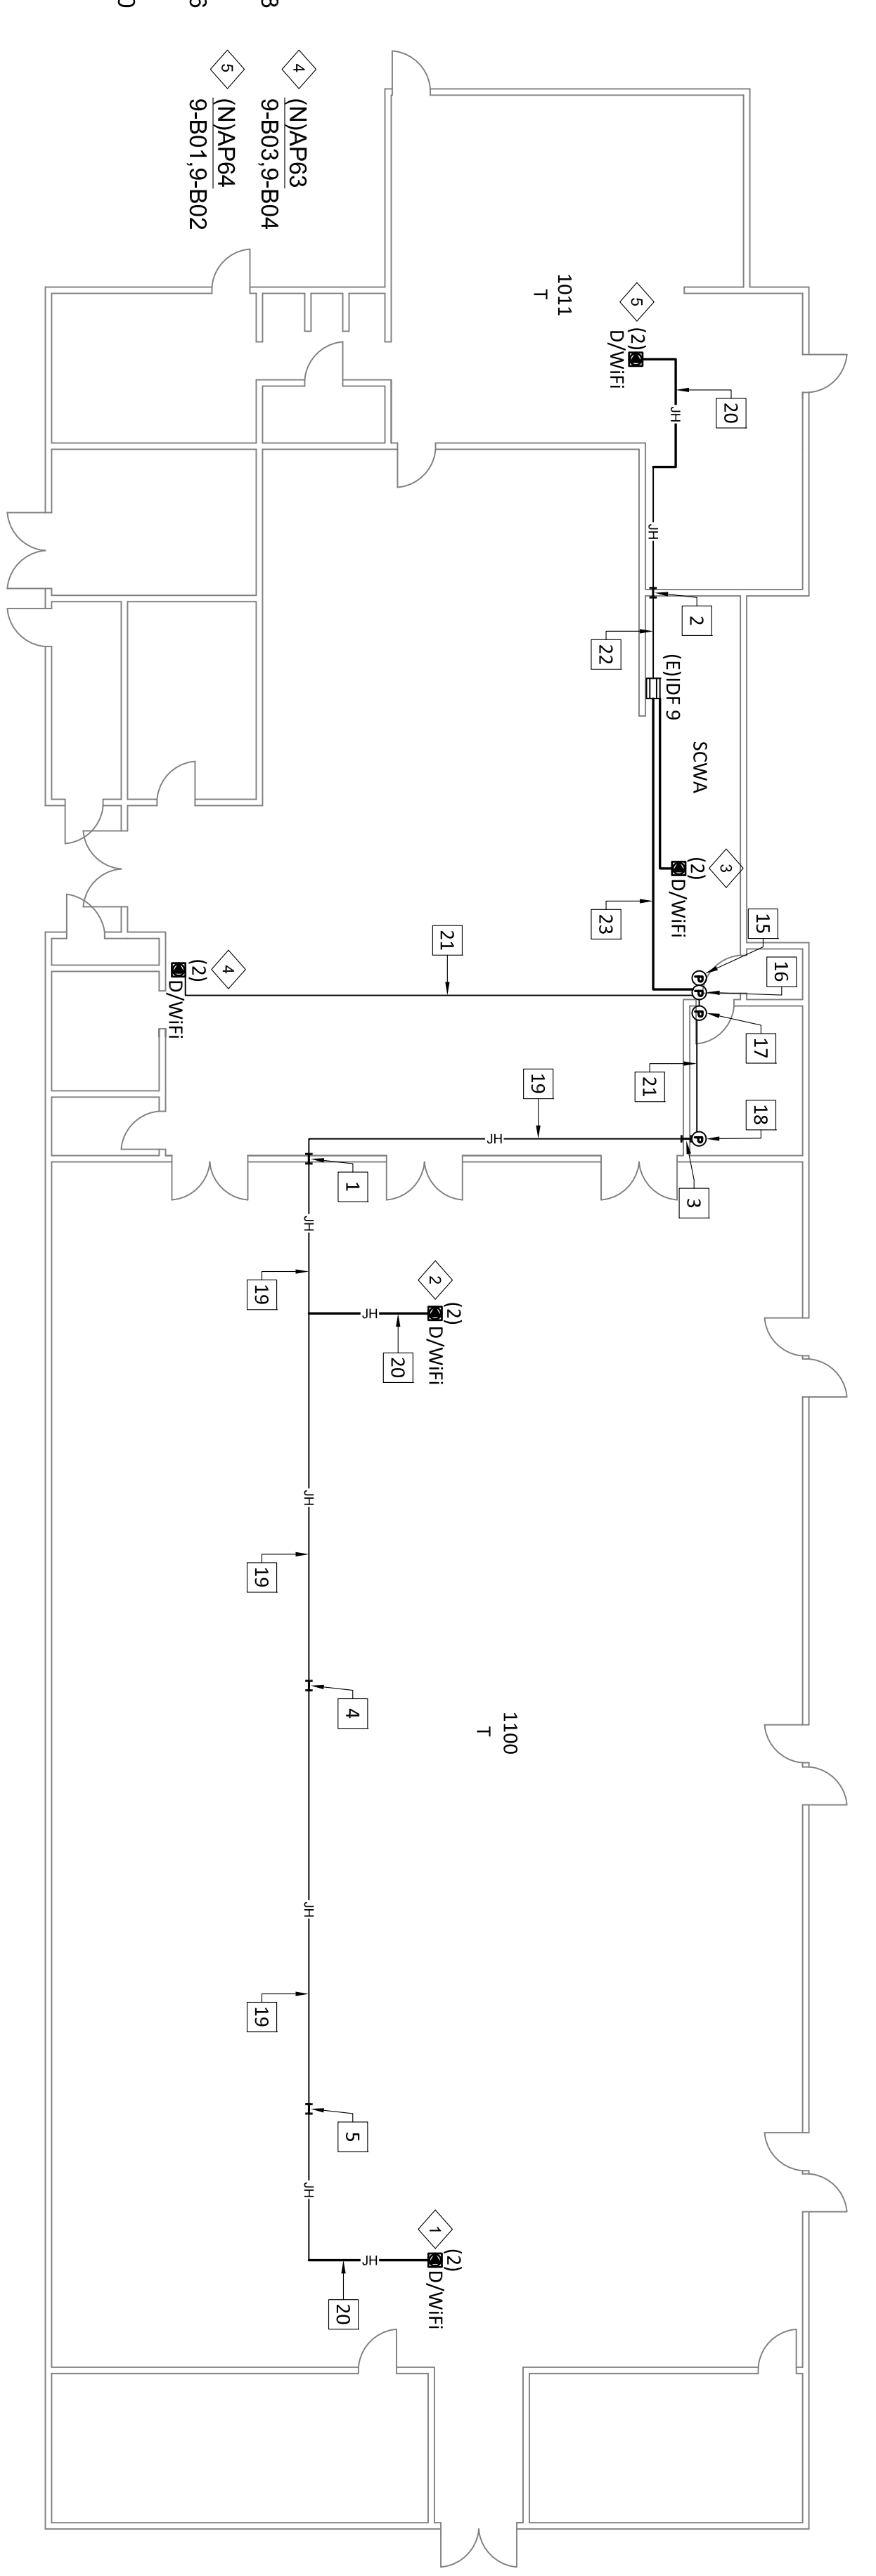 4
(N)AP63
9-B03,9-B04
5
(N)AP64
9-B01,9-B02
8
6
0
1011
T
5
(2)
D/WiFi
20
JH
JH
2
22
(E)IDF 9
SCWA
3
(2)
D/WiFi
23
15
16
P
P
P
17
21
4
(2)
D/WiFi
21
18
P
19
JH
3
1
JH
19
2
(2)
D/WiFi
JH
20
JH
19
4
1100
T
JH
19
5
JH
1
(2)
D/WiFi
JH
20